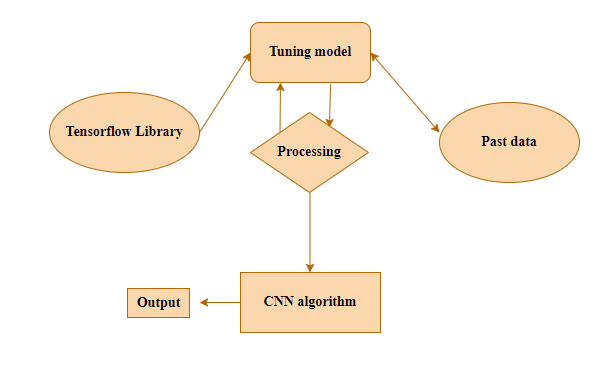 Tuning model
Tensorflow Library
Past data
Processing
CNN algorithm
Output